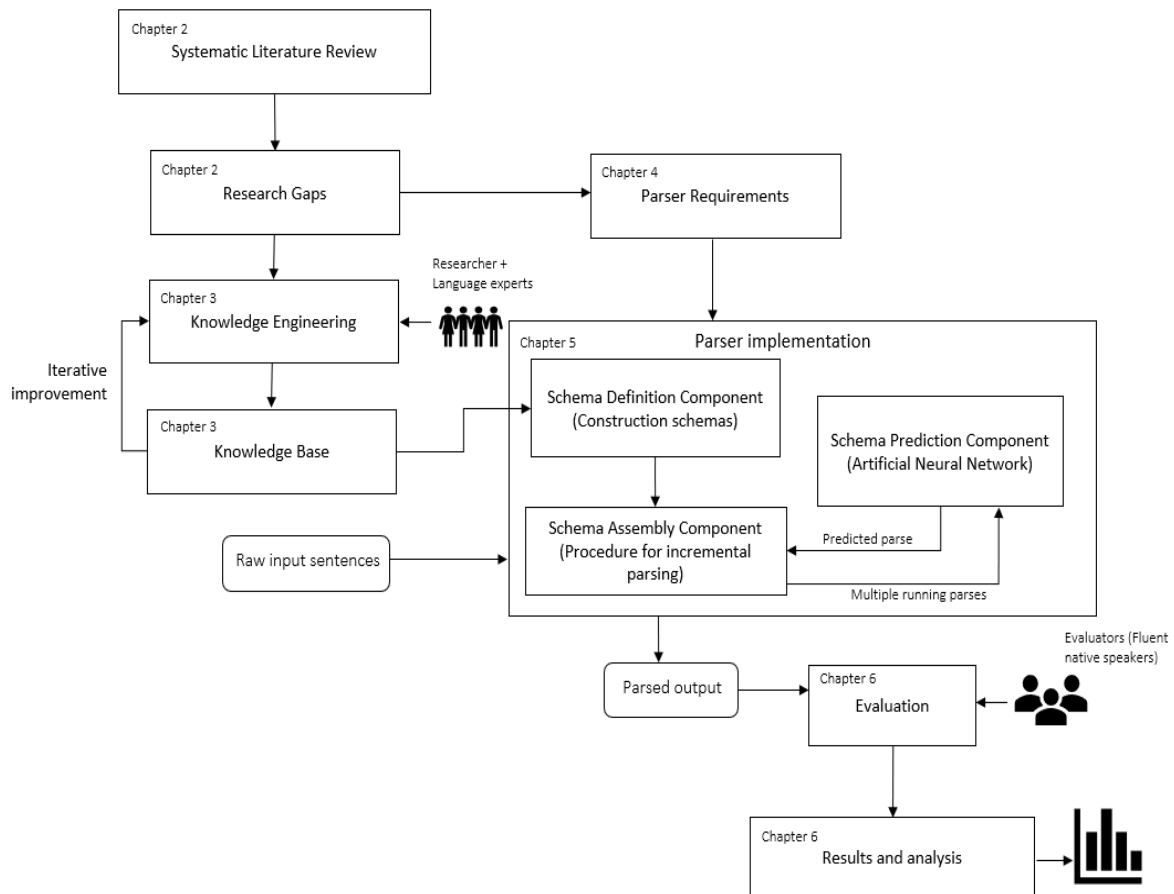 Chapter 2
Systematic Literature Review
Chapter 2
Research Gaps
Chapter 4
Parser Requirements
Researcher +
Language experts
Chapter 3
Knowledge Engineering
Iterative
improvement
Chapter 3
Knowledge Base
Chapter 5
Parser implementation
Schema Definition Component
(Construction schemas)
Schema Prediction Component
(Artificial Neural Network)
Schema Assembly Component
(Procedure for incremental
parsing)
Predicted parse
Multiple running parses
Raw input sentences
Parsed output
Evaluators (Fluent
native speakers)
Chapter 6
Evaluation
Chapter 6
Results and analysis